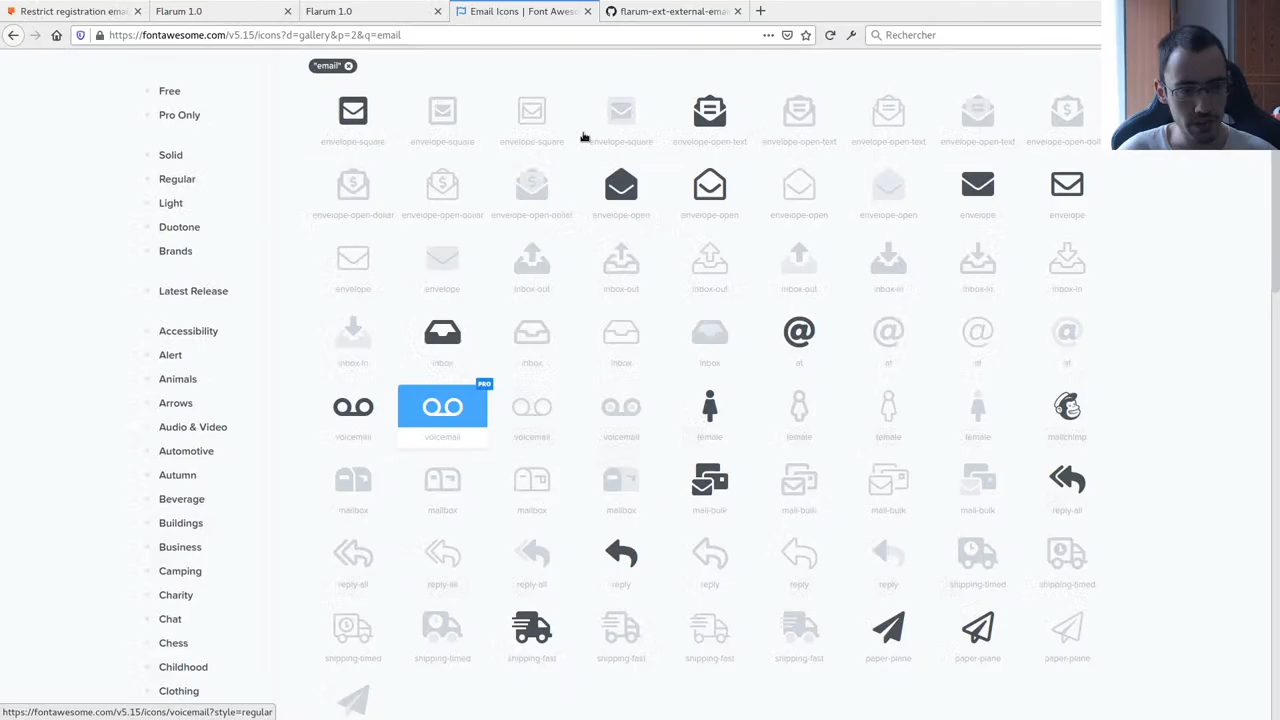 Restrict registration emai
Flarum 1.0
Flarum 1.0
Email Icons | Font Aweso
flarum-ext-external-emai
https://fontawesome.com/v5.15/icons?d=gallery&p=2&q=email
Rechercher
"email"
Free
Pro Only
Solid
Regular
Light
Duotone
Brands
Latest Release
Accessibility
Alert
Animals
Arrows
Audio & Video
Automotive
Autumn
Beverage
Buildings
Business
Camping
Charity
Chat
Chess
Childhood
Clothing
envelope-square envelope-square envelope-square envelope-square envelope-open-text envelope-open-text envelope-open-text envelope-open-text envelope-open-doll
envelope-open-dollar envelope-open-dollar envelope-open-dollar envelope-open envelope-open envelope-open envelope-open envelope envelope
envelope envelope inbox-out inbox-out inbox-out inbox-out inbox-in inbox-in inbox-in
inbox-in inbox inbox inbox inbox at at at at
PRO
voicemail voicemail voicemail voicemail female female female female mailchimp
mailbox mailbox mailbox mailbox mail-bulk mail-bulk mail-bulk mail-bulk reply-all
reply-all reply-all reply-all reply reply reply reply shipping-timed shipping-timed
shipping-timed shipping-timed shipping-fast shipping-fast shipping-fast shipping-fast paper-plane paper-plane paper-plane
https://fontawesome.com/v5.15/icons/voicemail?style=regular